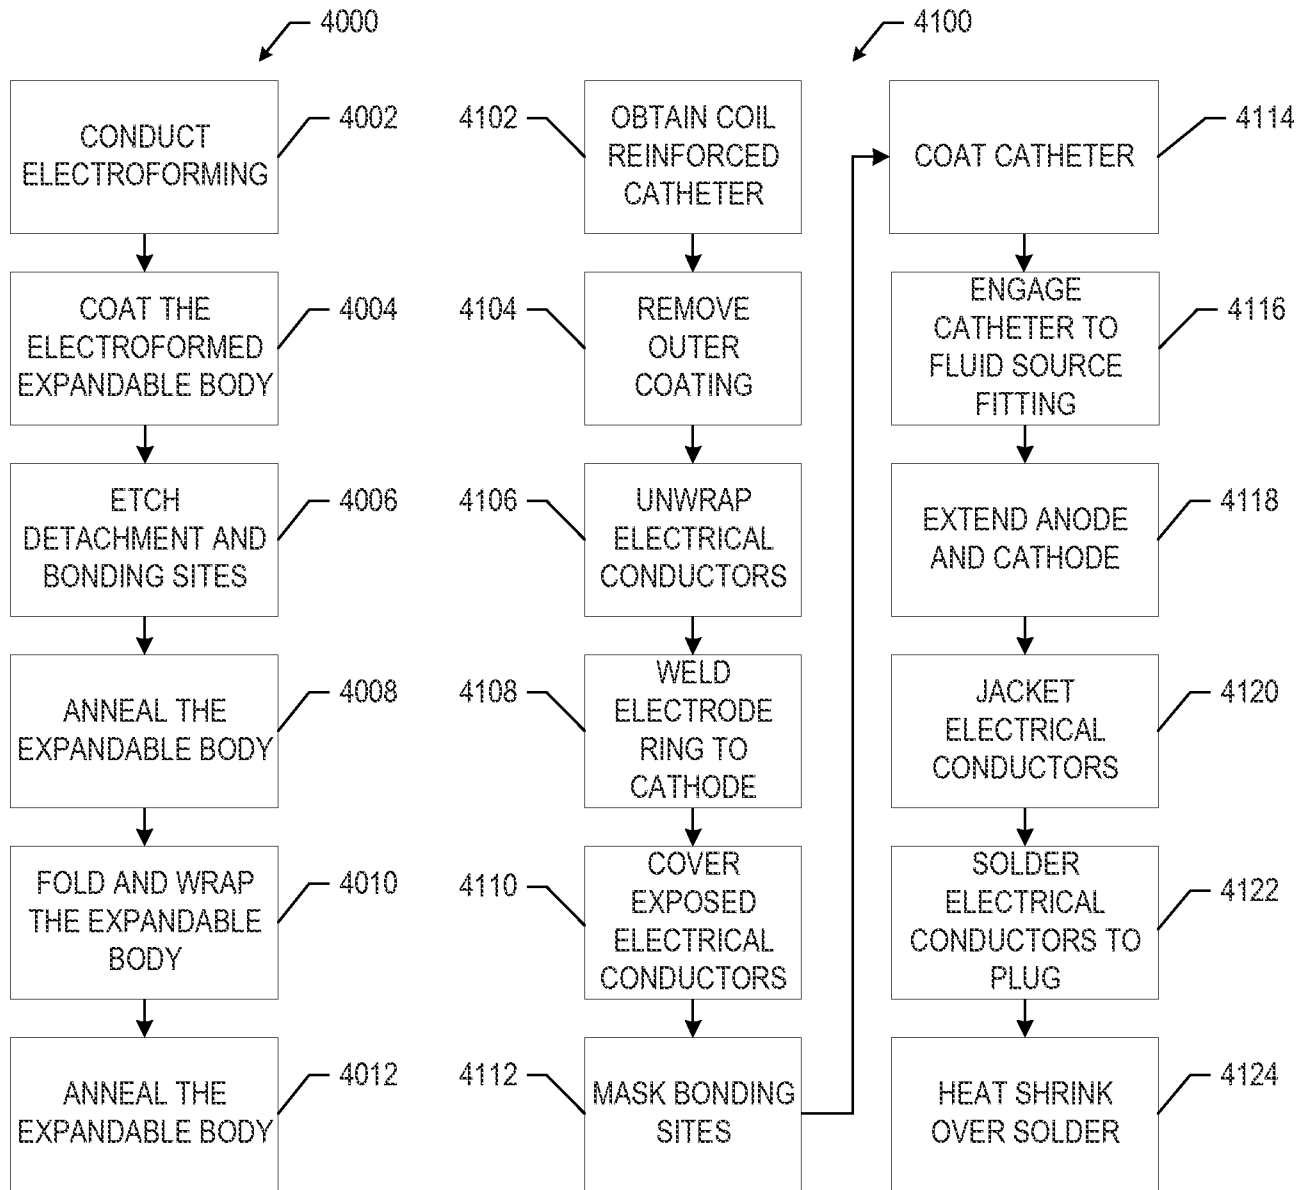 4000
CONDUCT
ELECTROFORMING
4002
COAT THE
ELECTROFORMED
EXPANDABLE BODY
4004
ETCH
DETACHMENT AND
BONDING SITES
4006
ANNEAL THE
EXPANDABLE BODY
4008
FOLD AND WRAP
THE EXPANDABLE
BODY
4010
ANNEAL THE
EXPANDABLE BODY
4012
4100
4102
OBTAIN COIL
REINFORCED
CATHETER
4104
REMOVE
OUTER
COATING
4106
UNWRAP
ELECTRICAL
CONDUCTORS
4108
WELD
ELECTRODE
RING TO
CATHODE
4110
COVER
EXPOSED
ELECTRICAL
CONDUCTORS
4112
MASK BONDING
SITES
COAT CATHETER
4114
ENGAGE
CATHETER TO
FLUID SOURCE
FITTING
4116
EXTEND ANODE
AND CATHODE
4118
JACKET
ELECTRICAL
CONDUCTORS
4120
SOLDER
ELECTRICAL
CONDUCTORS TO
PLUG
4122
HEAT SHRINK
OVER SOLDER
4124